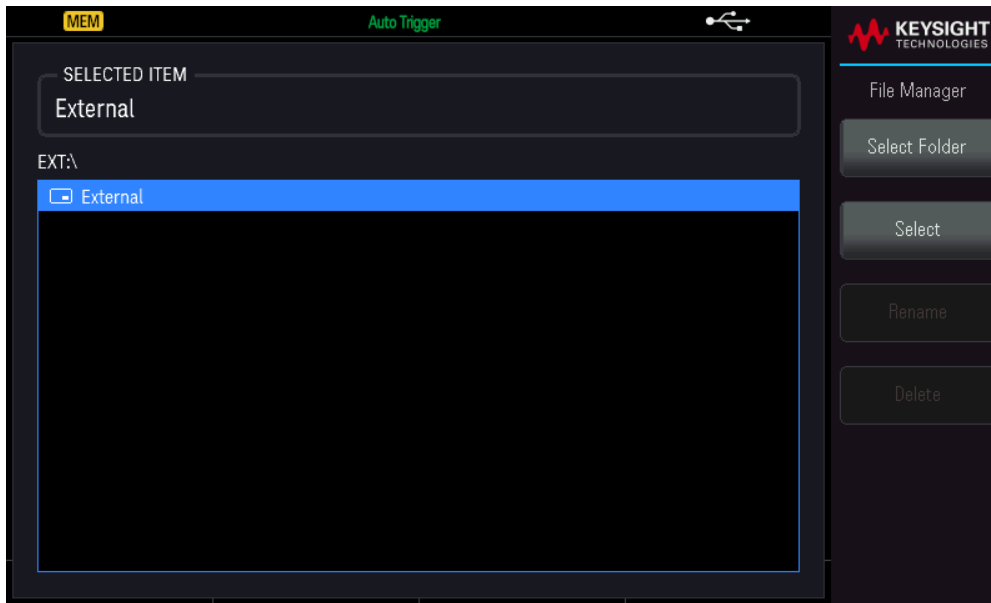 MEM
Auto Trigger
KEYSIGHT
TECHNOLOGIES
SELECTED ITEM
External
EXT:\
External
File Manager
Select Folder
Select
Rename
Delete